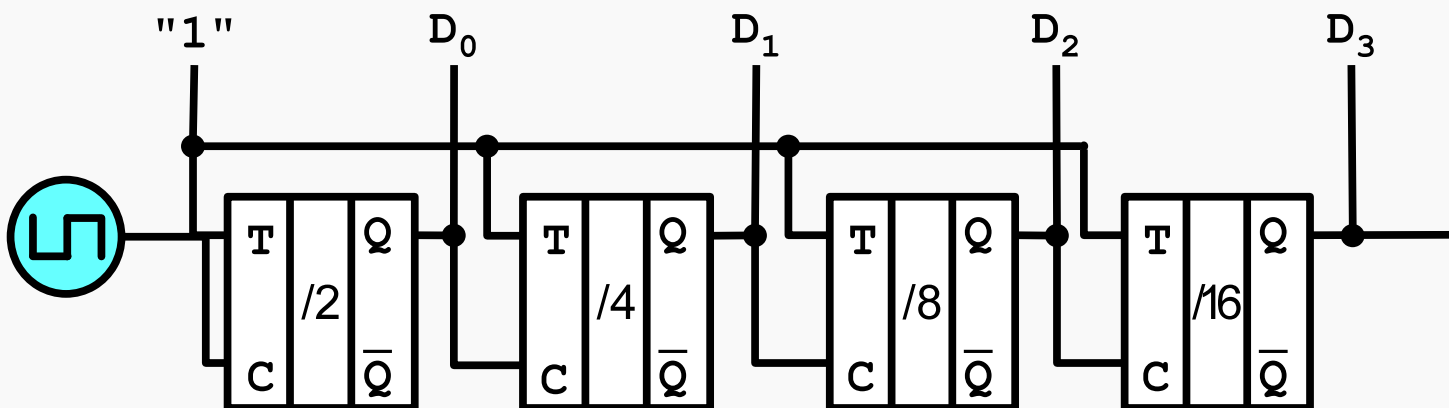 "1" D₀ D₁ D₂ D₃
T Q T Q T Q T Q
/2 /4 /8 /16
C Q̅ C Q̅ C Q̅ C Q̅